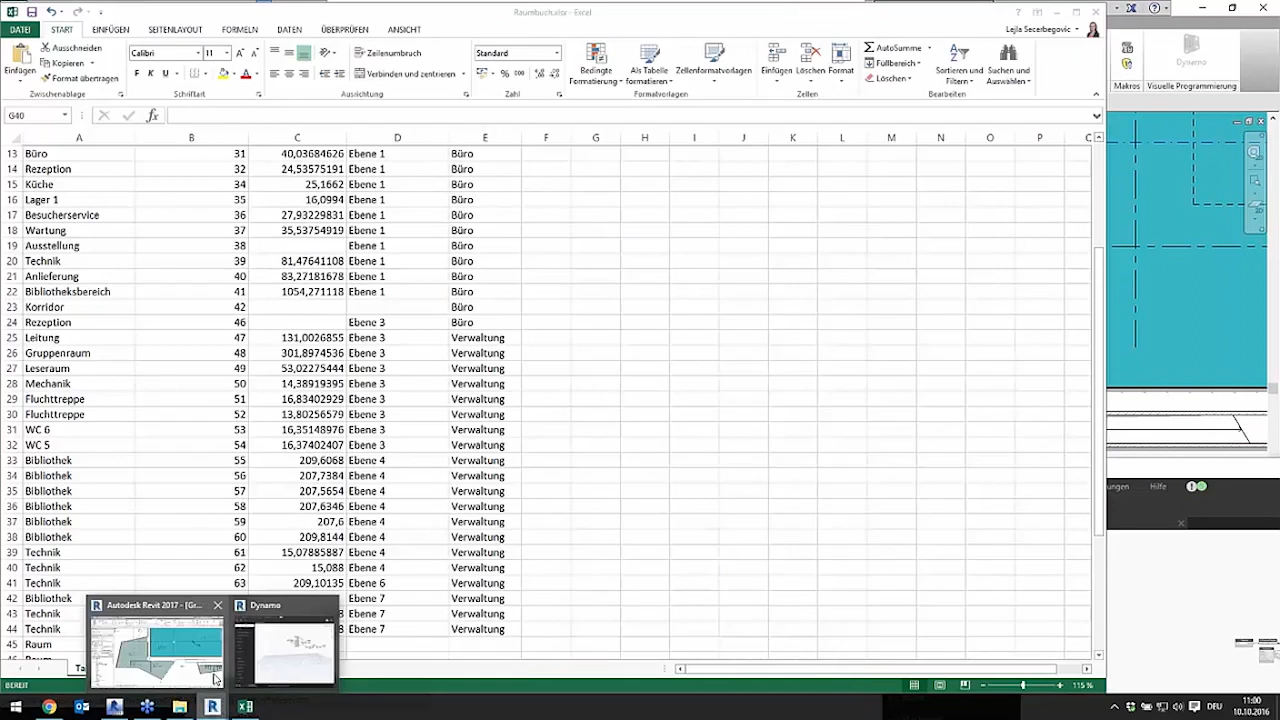 Raumbuch.xlsx - Excel
DATEI START EINFÜGEN SEITENLAYOUT FORMELN DATEN ÜBERPRÜFEN
Lejla Secerbegovic
Ausschneiden
Kopieren
Format übertragen
Einfügen
Zwischenablage
Calibri 11
F K U
Schriftart
Zeilenumbruch
Verbinden und zentrieren
Ausrichtung
Standard
% 000
Zahl
Bedingte Formatierung
Als Tabelle formatieren
Zellenformatvorlagen
Formatvorlagen
Einfügen Löschen Format
Zellen
AutoSumme
Füllbereich
Löschen
Sortieren und Filtern
Suchen und Auswählen
Bearbeiten
Dynamo
Makros Visuelle Programmierung
G40 fx
A B C D E F G H I J K L M N O P
13 Büro 31 40,03684626 Ebene 1 Büro
14 Rezeption 32 24,53575191 Ebene 1 Büro
15 Küche 34 25,1662 Ebene 1 Büro
16 Lager 1 35 16,0994 Ebene 1 Büro
17 Besucherservice 36 27,93229831 Ebene 1 Büro
18 Wartung 37 35,53754919 Ebene 1 Büro
19 Ausstellung 38 Ebene 1 Büro
20 Technik 39 81,47641108 Ebene 1 Büro
21 Anlieferung 40 83,27181678 Ebene 1 Büro
22 Bibliotheksbereich 41 1054,271118 Ebene 1 Büro
23 Korridor 42 Büro
24 Rezeption 46 Ebene 3 Büro
25 Leitung 47 131,0026855 Ebene 3 Verwaltung
26 Gruppenraum 48 301,8974536 Ebene 3 Verwaltung
27 Leseraum 49 53,02275444 Ebene 3 Verwaltung
28 Mechanik 50 14,38919395 Ebene 3 Verwaltung
29 Fluchttreppe 51 16,83402929 Ebene 3 Verwaltung
30 Fluchttreppe 52 13,80256579 Ebene 3 Verwaltung
31 WC 6 53 16,35148976 Ebene 3 Verwaltung
32 WC 5 54 16,37402407 Ebene 3 Verwaltung
33 Bibliothek 55 209,6068 Ebene 4 Verwaltung
34 Bibliothek 56 207,7384 Ebene 4 Verwaltung
35 Bibliothek 57 207,5654 Ebene 4 Verwaltung
36 Bibliothek 58 207,6346 Ebene 4 Verwaltung
37 Bibliothek 59 207,6 Ebene 4 Verwaltung
38 Bibliothek 60 209,8144 Ebene 4 Verwaltung
39 Technik 61 15,07885887 Ebene 4 Verwaltung
40 Technik 62 15,088 Ebene 4 Verwaltung
41 Technik 63 209,10135 Ebene 6 Verwaltung
42 Bibliothek Ebene 7 Verwaltung
43 Technik 8 Ebene 7 Verwaltung
44 Technik 8 Ebene 7 Verwaltung
45 Raum
Autodesk Revit 2017 - [Gr...
Dynamo
Hilfe
BEREIT
115 %
DEU
11:00
10.10.2016